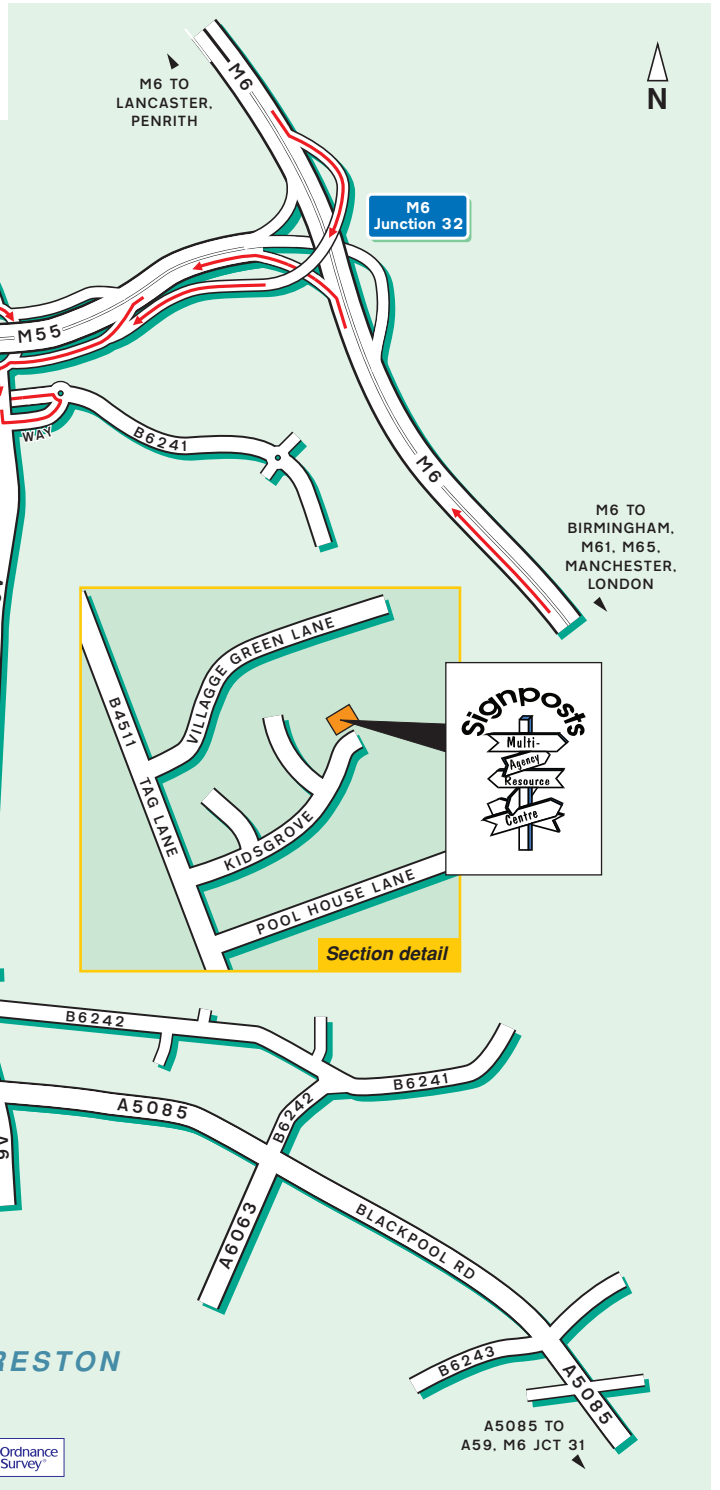 M6 TO
LANCASTER,
PENRITH
M6
N
M6
Junction 32
M55
WAY
B6241
M6
M6 TO
BIRMINGHAM,
M61, M65,
MANCHESTER,
LONDON
VILLAGGE GREEN LANE
B4511
TAG LANE
KIDSGROVE
POOL HOUSE LANE
Section detail
Signposts
Multi-
Agency
Resource
Centre
B6242
B6241
A5085
B6242
A6
A6063
BLACKPOOL RD
RESTON
B6243
A5085
A5085 TO
A59, M6 JCT 31
Ordnance
Survey®